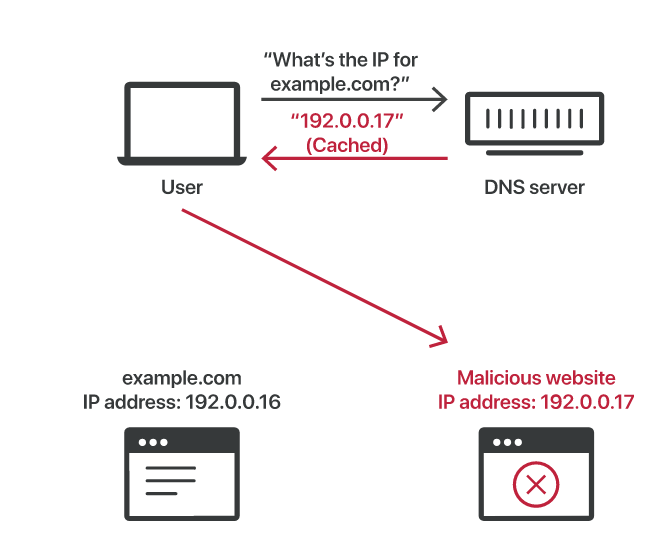 “What’s the IP for
example.com?”
“192.0.0.17”
(Cached)
User
DNS server
example.com
IP address: 192.0.0.16
Malicious website
IP address: 192.0.0.17